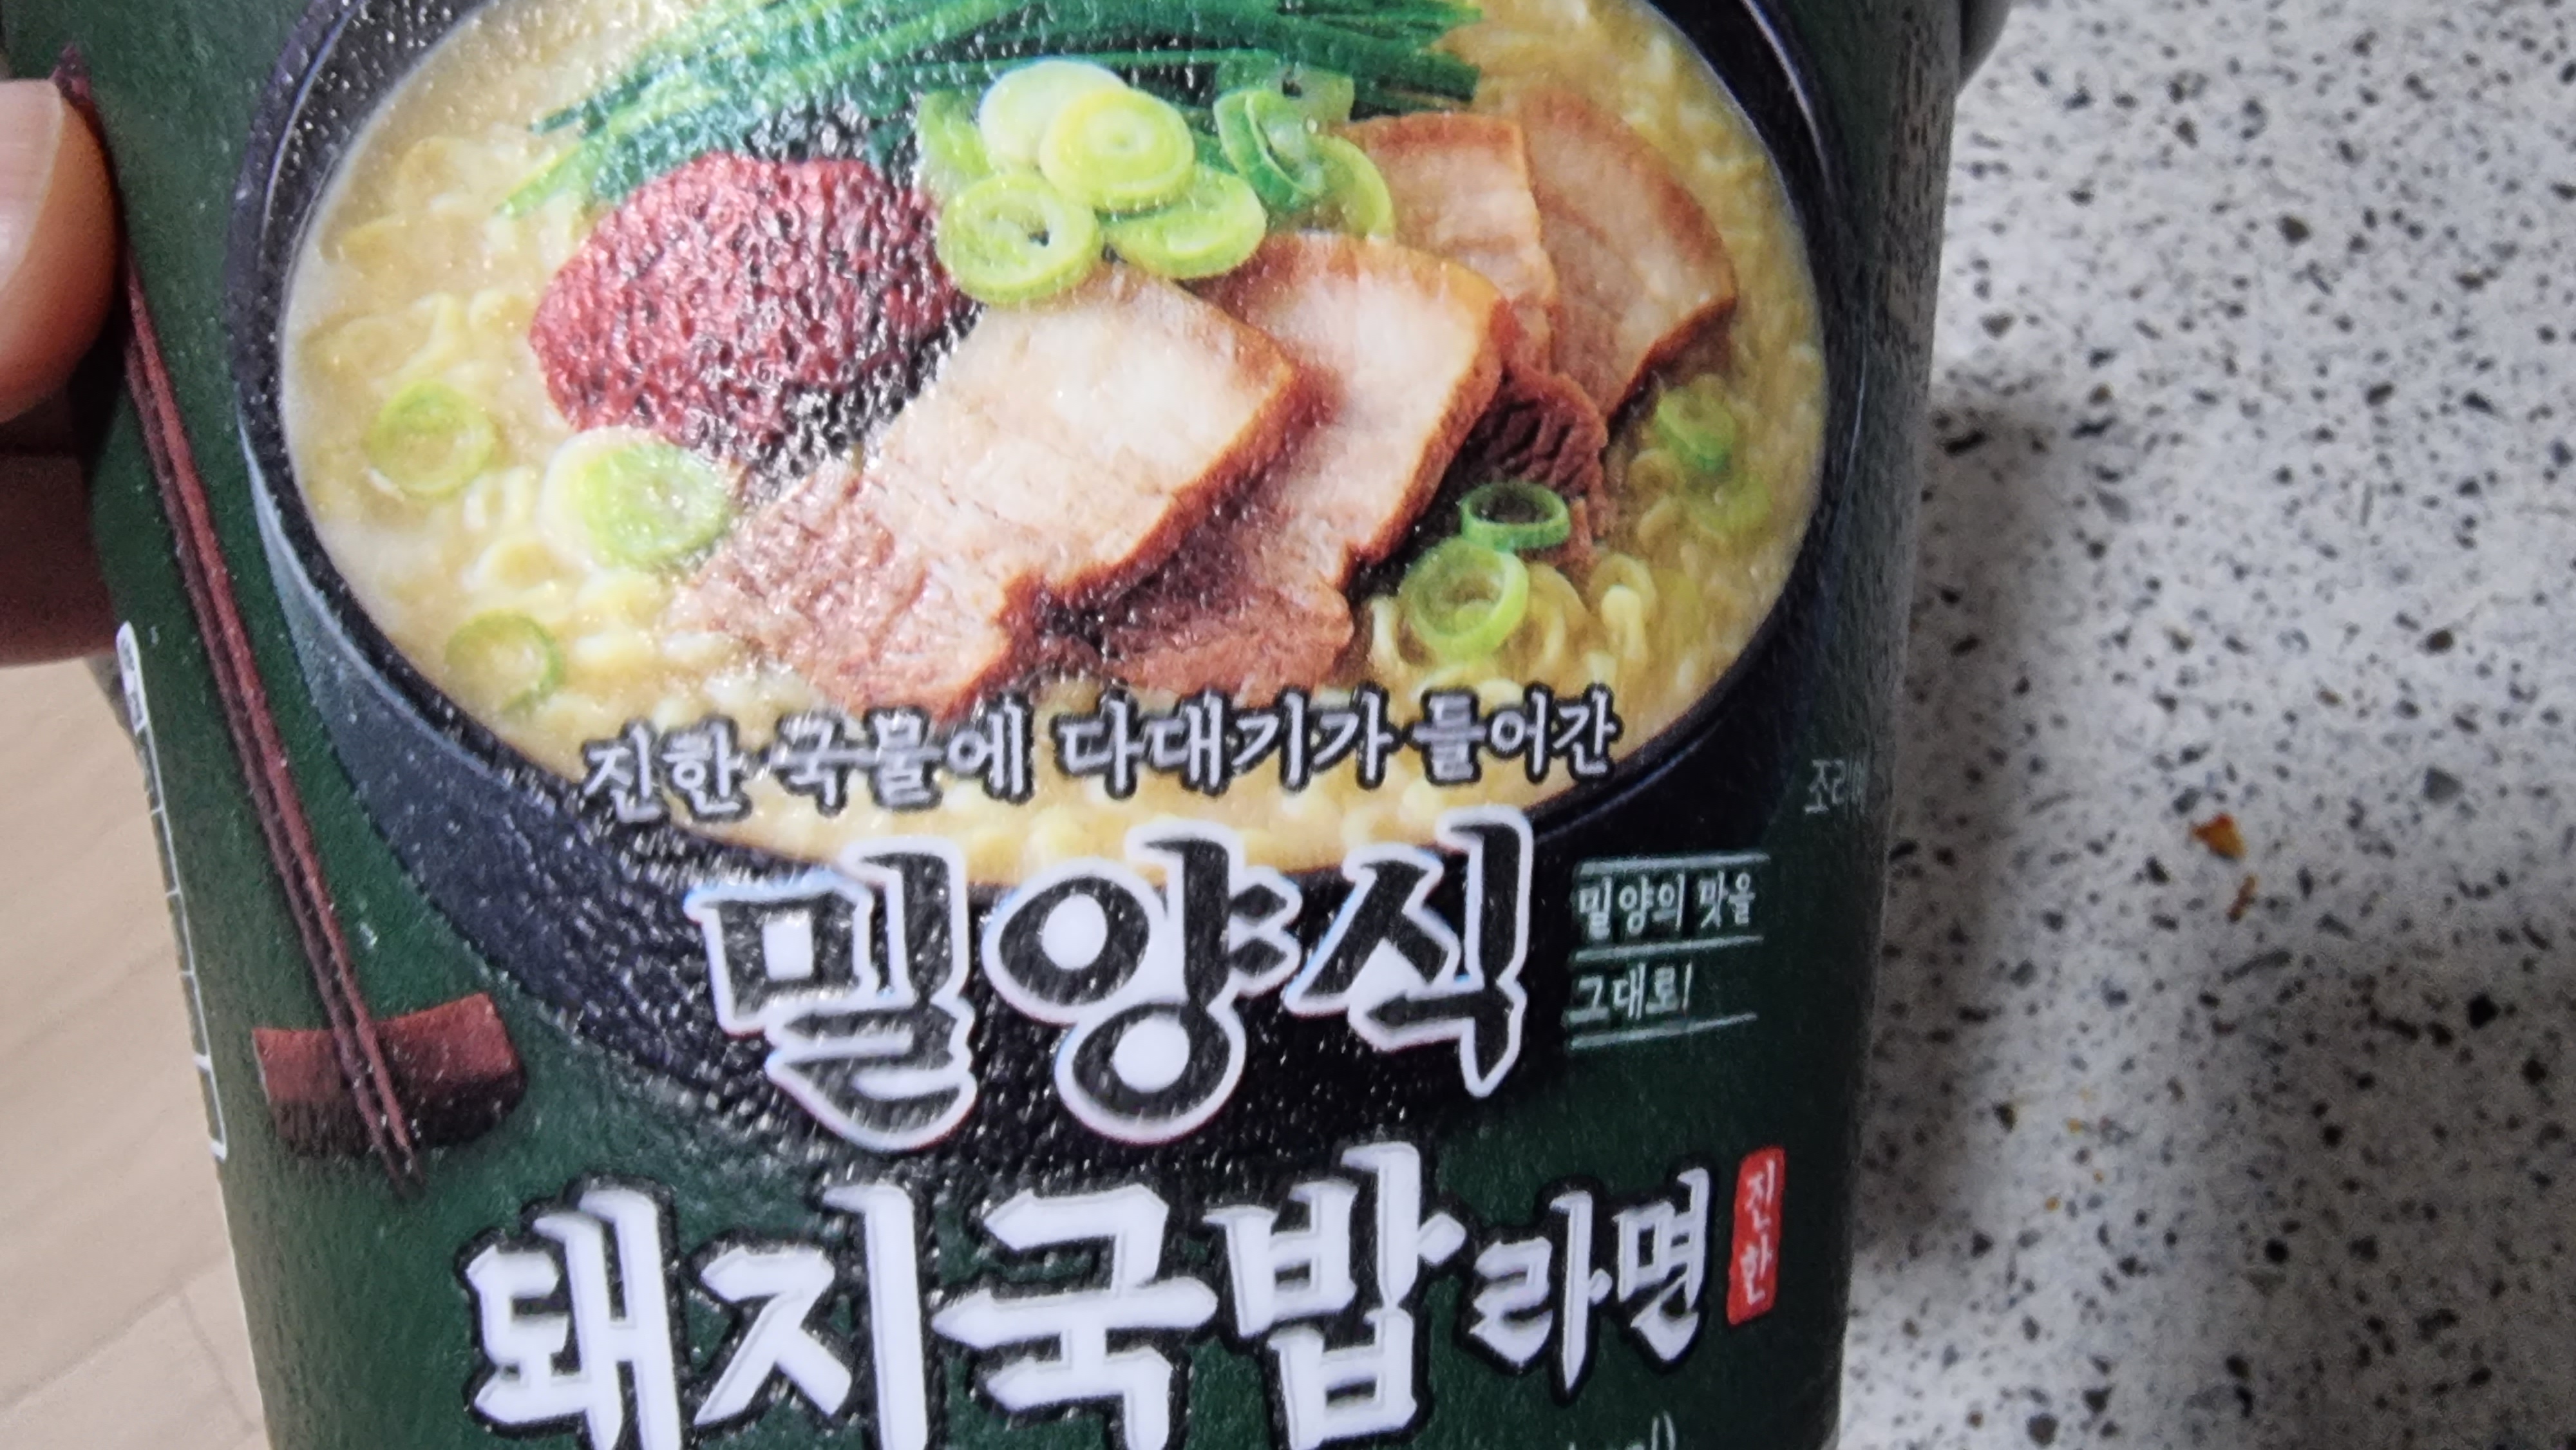 진한 국물에 다대기가 들어간
밀양식
밀양의 맛을
그대로!
돼지국밥라면
진한